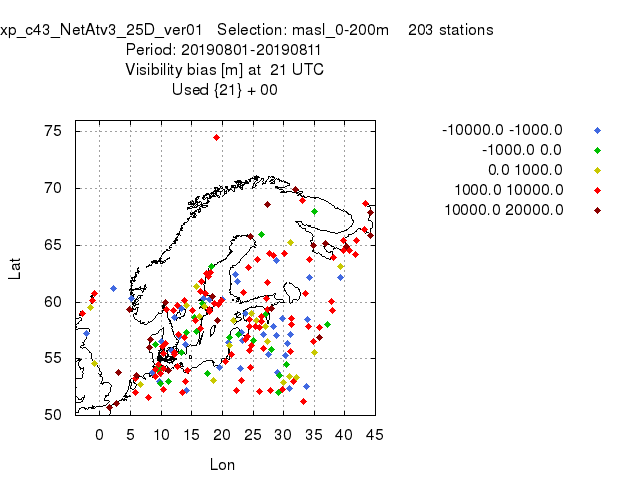 xp_c43_NetAtv3_25D_ver01 Selection: masl_0-200m 203 stations
Period: 20190801-20190811
Visibility bias [m] at 21 UTC
Used {21} + 00
-10000.0 -1000.0
-1000.0 0.0
0.0 1000.0
1000.0 10000.0
10000.0 20000.0
75
70
65
60
55
50
Lat
0 5 10 15 20 25 30 35 40 45
Lon